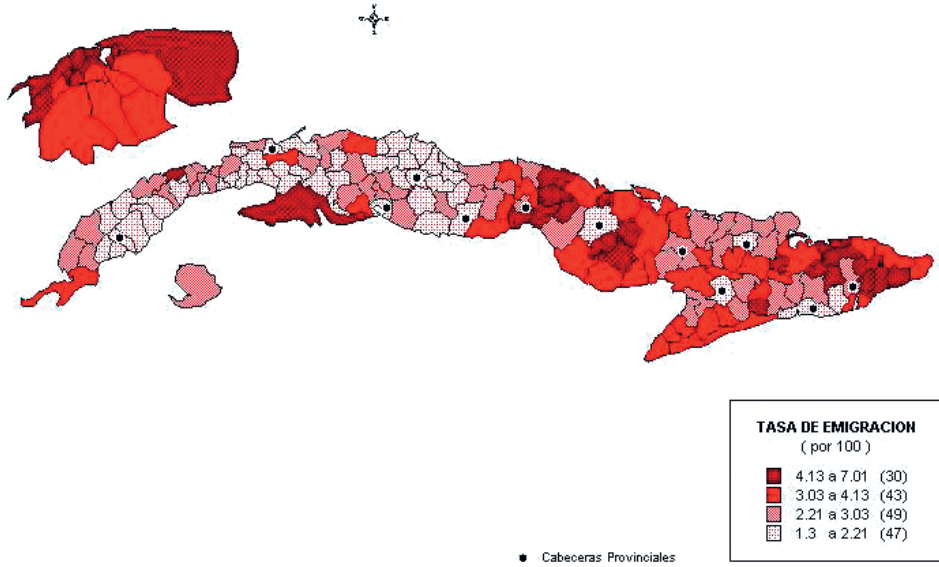 TASA DE EMIGRACION
( por 100 )
4.13 a 7.01 (30)
3.03 a 4.13 (43)
2.21 a 3.03 (49)
1.3 a 2.21 (47)
Cabeceras Provinciales